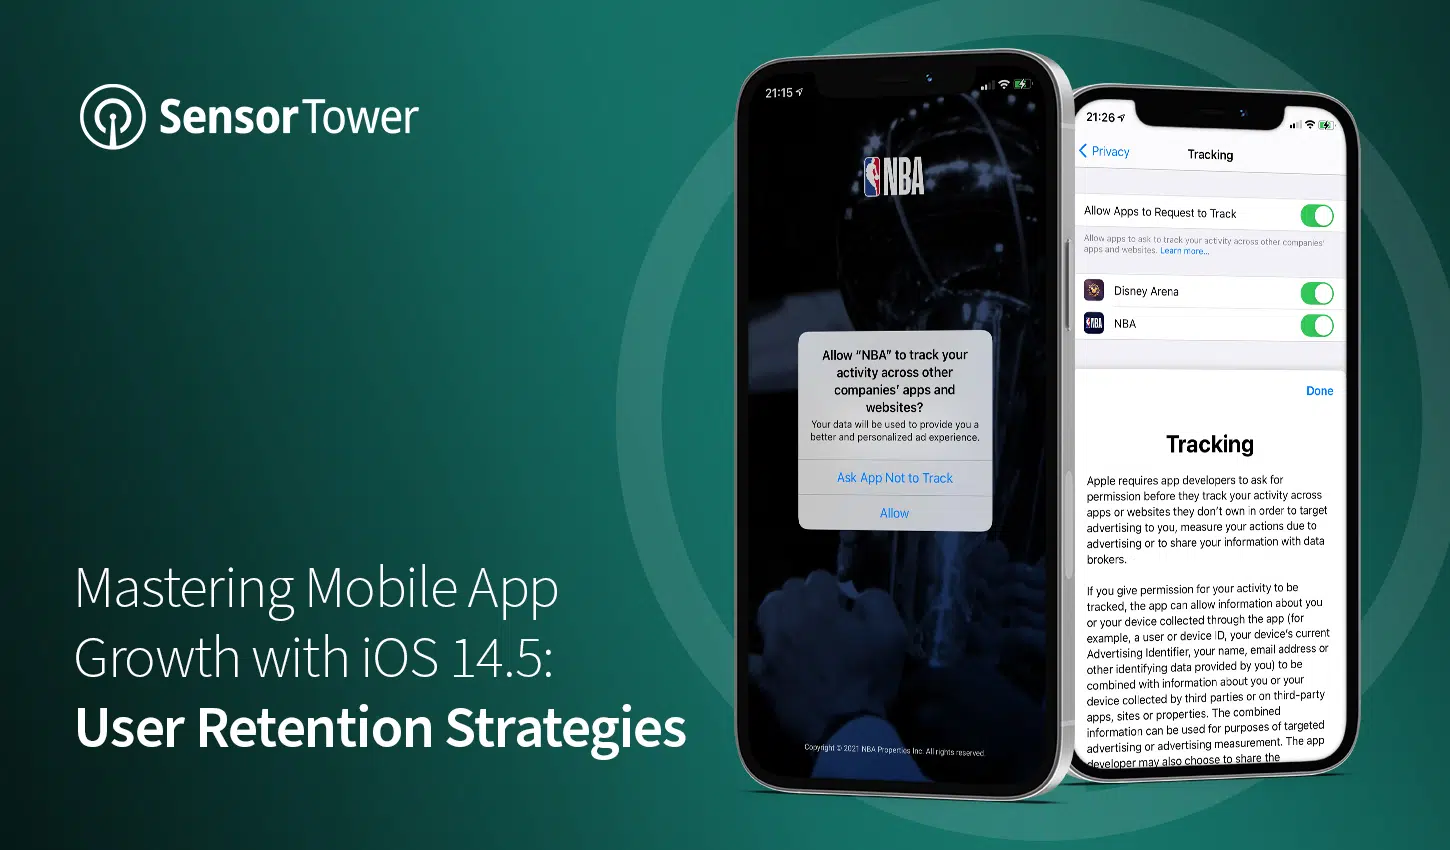 SensorTower
Mastering Mobile App
Growth with iOS 14.5:
User Retention Strategies
21:15
NBA
Allow “NBA” to track your
activity across other
companies’ apps and
websites?
Your data will be used to provide you a
better and personalized ad experience.
Ask App Not to Track
Allow
Copyright © 2021 NBA Properties Inc. All rights reserved.
21:26
Privacy
Tracking
Allow Apps to Request to Track
Allow apps to ask to track your activity across other companies’
apps and websites. Learn more...
Disney Arena
NBA
NBA
Done
Tracking
Apple requires app developers to ask for
permission before they track your activity across
apps or websites they don’t own in order to target
advertising to you, measure your actions due to
advertising or to share your information with data
brokers.
If you give permission for your activity to be
tracked, the app can allow information about you
or your device collected through the app (for
example, a user or device ID, your device’s current
Advertising Identifier, your name, email address or
other identifying data provided by you) to be
combined with information about you or your
device collected by third parties or on third-party
apps, sites or properties. The combined
information can be used for purposes of targeted
advertising or advertising measurement. The app
developer may also choose to share the